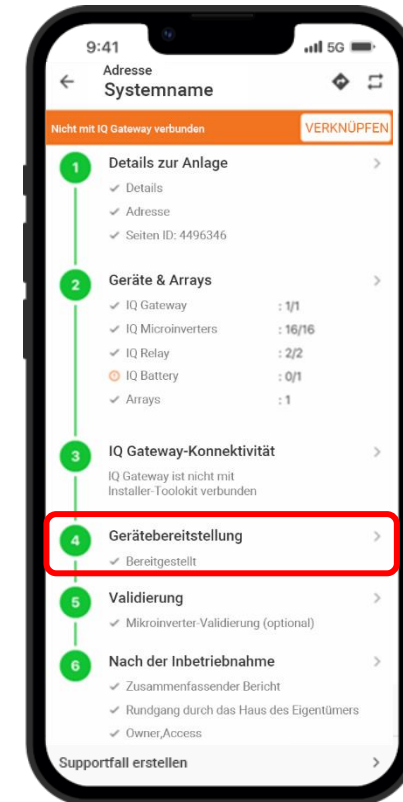 9:41
5G
Adresse
Systemname
Nicht mit IQ Gateway verbunden
VERKNÜPFEN
1
Details zur Anlage
Details
Adresse
Seiten ID: 4496346
2
Geräte & Arrays
IQ Gateway : 1/1
IQ Microinverters : 16/16
IQ Relay : 2/2
IQ Battery : 0/1
Arrays : 1
3
IQ Gateway-Konnektivität
IQ Gateway ist nicht mit
Installer-Toolokit verbunden
4
Gerätebereitstellung
Bereitgestellt
5
Validierung
Mikroinverter-Validierung (optional)
6
Nach der Inbetriebnahme
Zusammenfassender Bericht
Rundgang durch das Haus des Eigentümers
Owner,Access
Supportfall erstellen